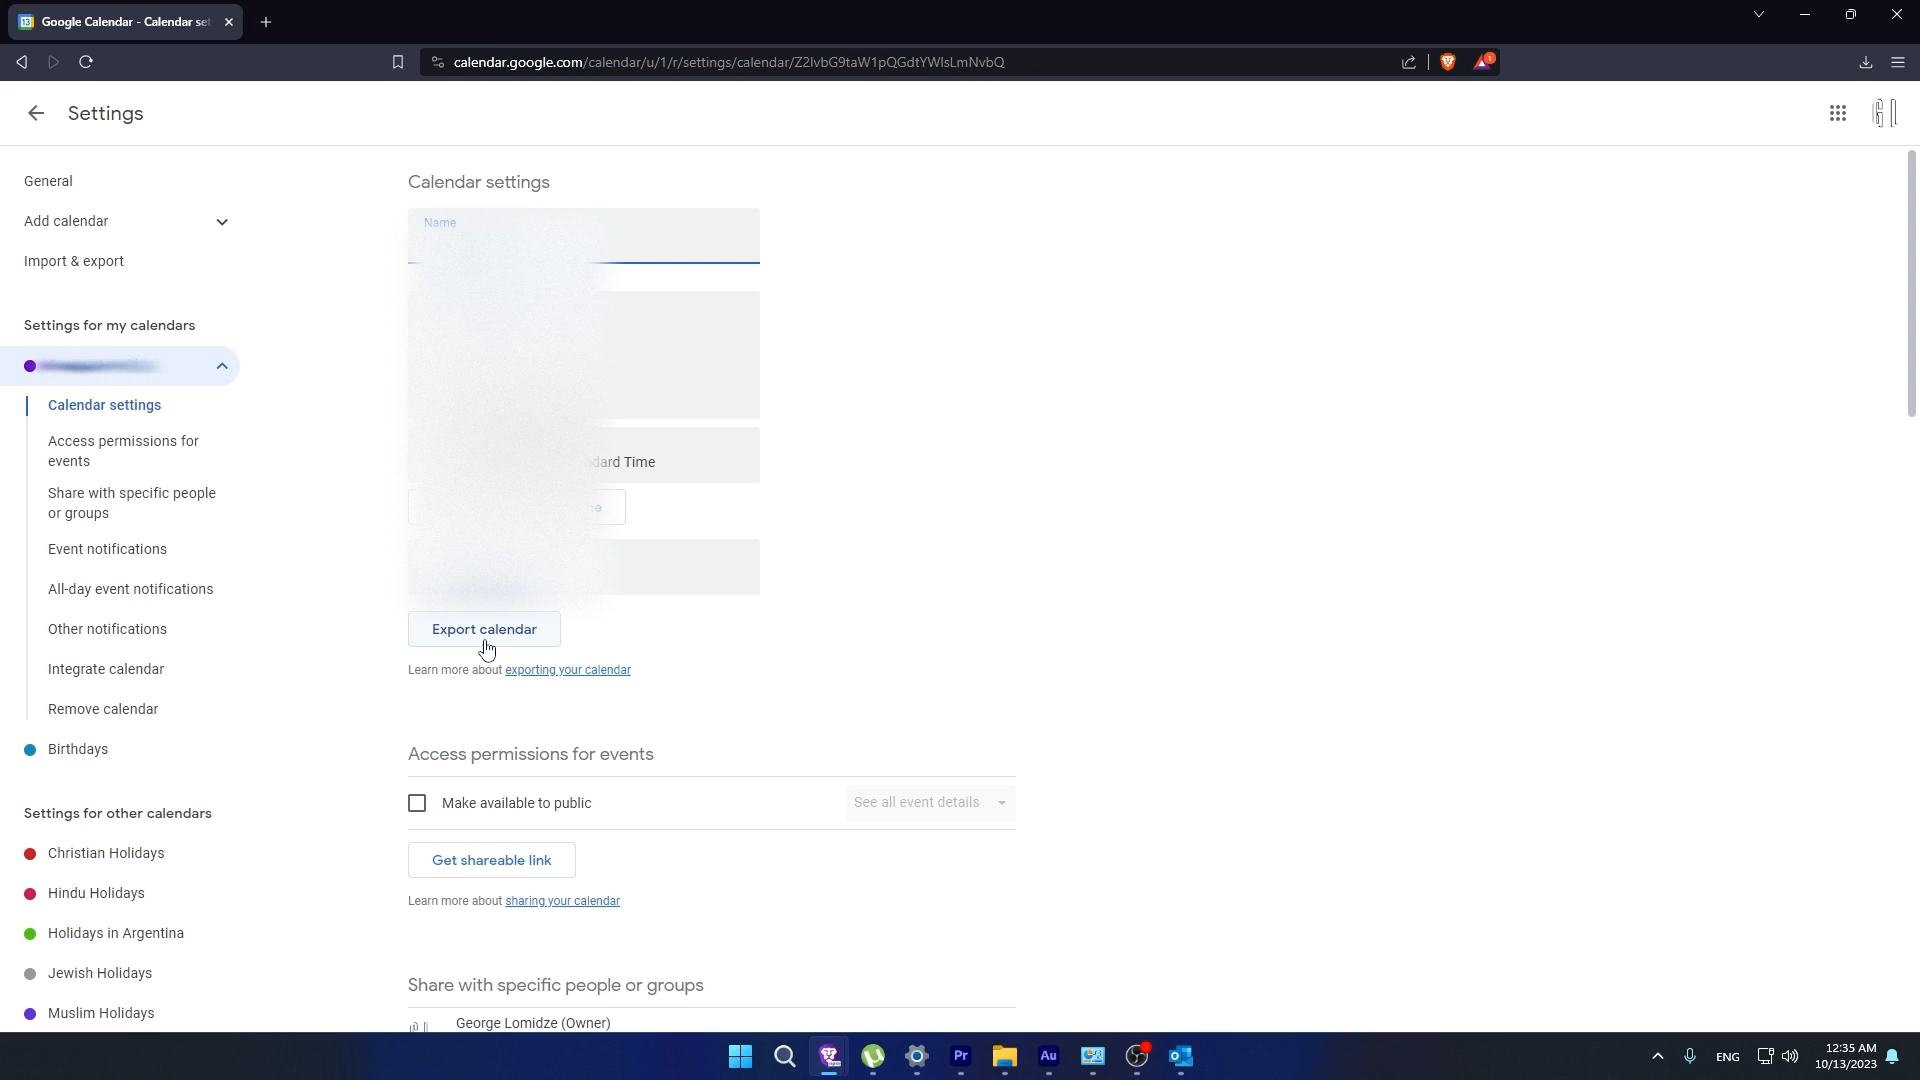 Google Calendar - Calendar set
calendar.google.com/calendar/u/1/r/settings/calendar/Z2lvbG9taW1pQGdtYWlsLmNvbQ
1
Settings
General
Add calendar
Import & export
Settings for my calendars
Calendar settings
Access permissions for
events
Share with specific people
or groups
Event notifications
All-day event notifications
Other notifications
Integrate calendar
Remove calendar
Birthdays
Settings for other calendars
Christian Holidays
Hindu Holidays
Holidays in Argentina
Jewish Holidays
Muslim Holidays
Calendar settings
Name
Time
Export calendar
Learn more about exporting your calendar
Access permissions for events
Make available to public
See all event details
Get shareable link
Learn more about sharing your calendar
Share with specific people or groups
George Lomidze (Owner)
Pr
Au
ENG
12:35 AM
10/13/2023